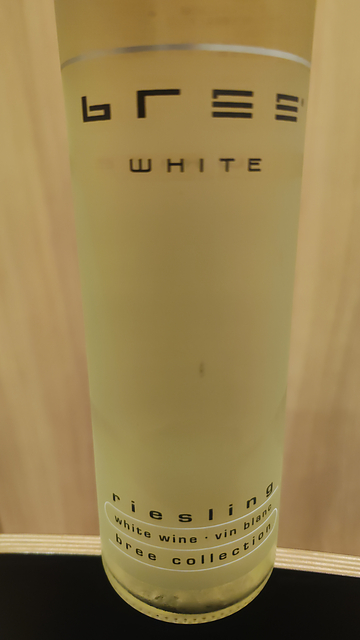 bree
WHITE
riesling
white wine · vin blanc
bree collection